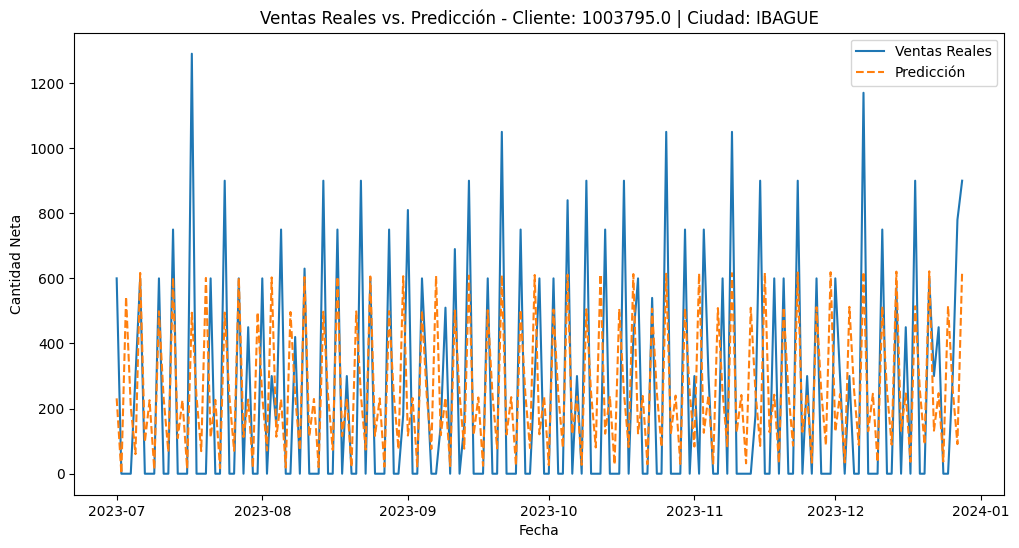 Ventas Reales vs. Predicción - Cliente: 1003795.0 | Ciudad: IBAGUE
Ventas Reales
Predicción
Cantidad Neta
1200
1000
800
600
400
200
0
2023-07
2023-08
2023-09
2023-10
2023-11
2023-12
2024-01
Fecha